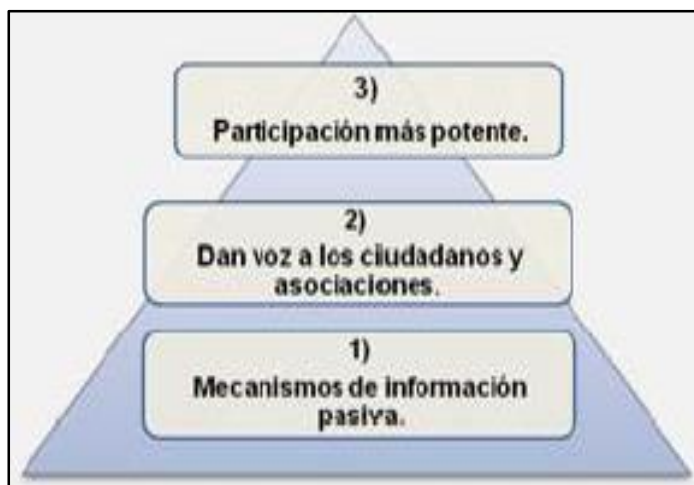 3)
Participación más potente.
2)
Dan voz a los ciudadanos y
asociaciones.
1)
Mecanismos de información
pasiva.